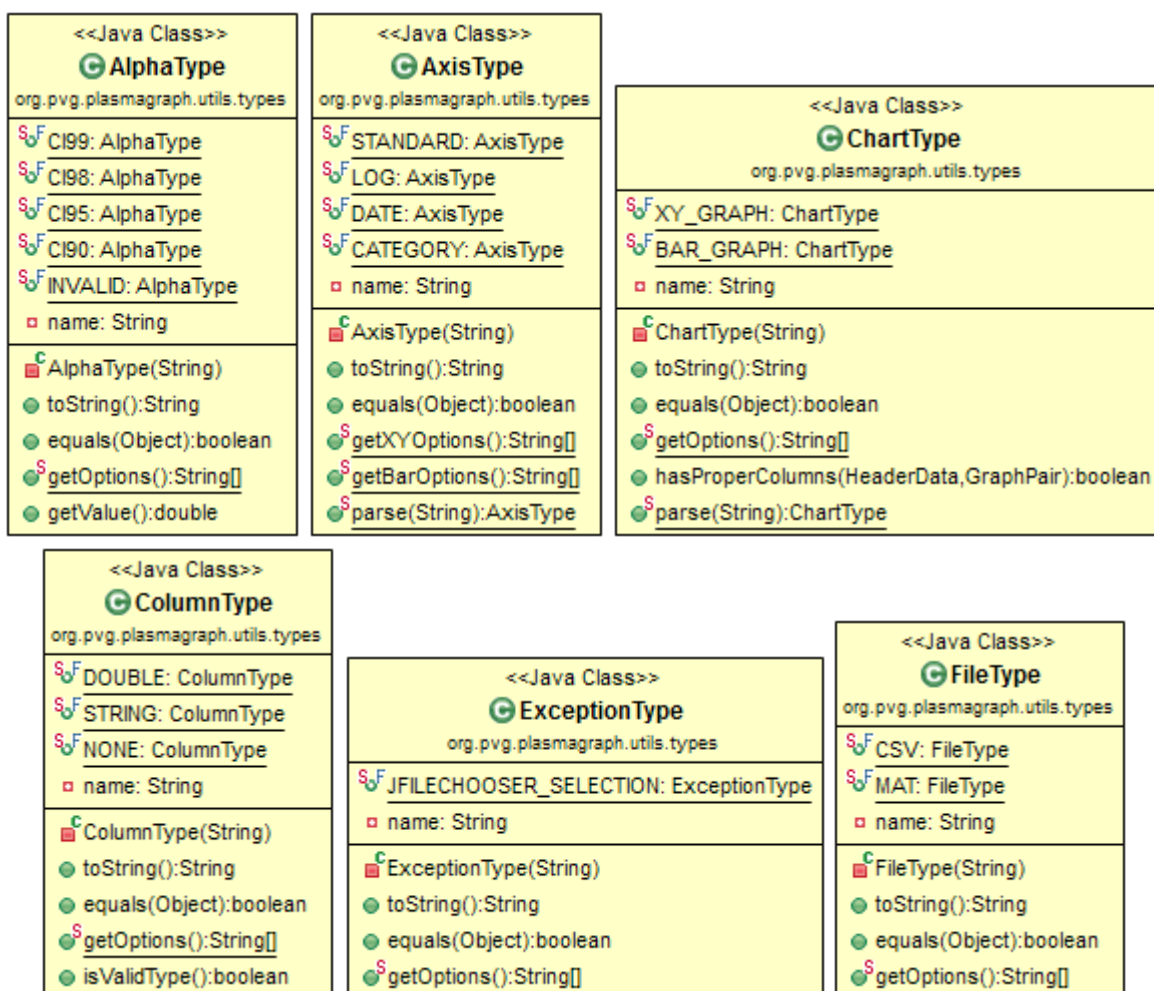 <<Java Class>>
AlphaType
org.pvg.plasmagraph.utils.types
CI99: AlphaType
CI98: AlphaType
CI95: AlphaType
CI90: AlphaType
INVALID: AlphaType
name: String
AlphaType(String)
toString():String
equals(Object):boolean
getOptions():String[]
getValue():double
<<Java Class>>
AxisType
org.pvg.plasmagraph.utils.types
STANDARD: AxisType
LOG: AxisType
DATE: AxisType
CATEGORY: AxisType
name: String
AxisType(String)
toString():String
equals(Object):boolean
getXYOptions():String[]
getBarOptions():String[]
parse(String):AxisType
<<Java Class>>
ChartType
org.pvg.plasmagraph.utils.types
XY_GRAPH: ChartType
BAR_GRAPH: ChartType
name: String
ChartType(String)
toString():String
equals(Object):boolean
getOptions():String[]
hasProperColumns(HeaderData,GraphPair):boolean
parse(String):ChartType
<<Java Class>>
ColumnType
org.pvg.plasmagraph.utils.types
DOUBLE: ColumnType
STRING: ColumnType
NONE: ColumnType
name: String
ColumnType(String)
toString():String
equals(Object):boolean
getOptions():String[]
isValidType():boolean
<<Java Class>>
ExceptionType
org.pvg.plasmagraph.utils.types
JFILECHOOSER_SELECTION: ExceptionType
name: String
ExceptionType(String)
toString():String
equals(Object):boolean
getOptions():String[]
<<Java Class>>
FileType
org.pvg.plasmagraph.utils.types
CSV: FileType
MAT: FileType
name: String
FileType(String)
toString():String
equals(Object):boolean
getOptions():String[]